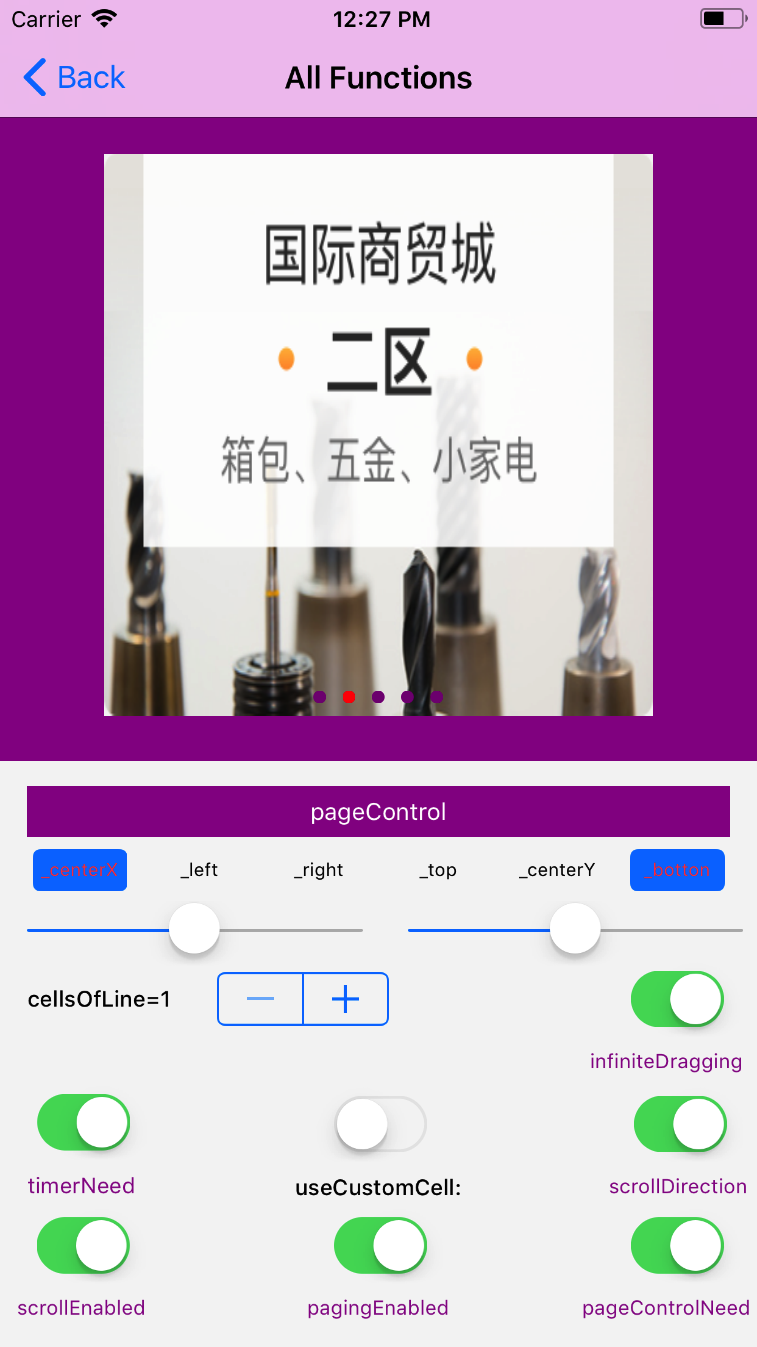 Carrier 12:27 PM
Back All Functions
国际商贸城
• 二区 •
箱包、五金、小家电
pageControl
_centerX _left _right _top _centerY _botton
cellsOfLine=1
infiniteDragging
timerNeed useCustomCell: scrollDirection
scrollEnabled pagingEnabled pageControlNeed